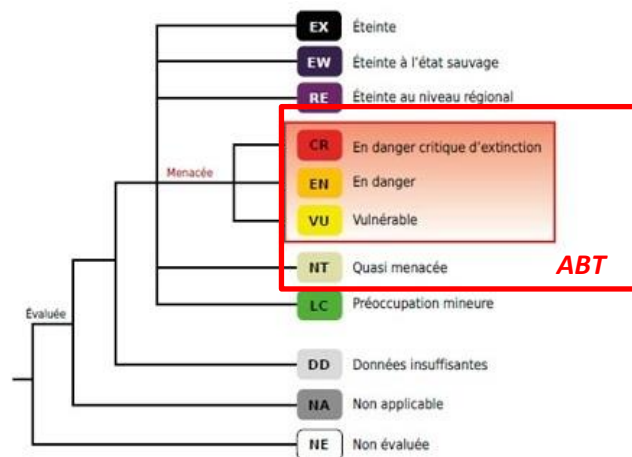 EX Éteinte
EW Éteinte à l'état sauvage
RE Éteinte au niveau régional
CR En danger critique d'extinction
Menacée
EN En danger
VU Vulnérable
NT Quasi menacée
ABT
LC Préoccupation mineure
Évaluée
DD Données insuffisantes
NA Non applicable
NE Non évaluée